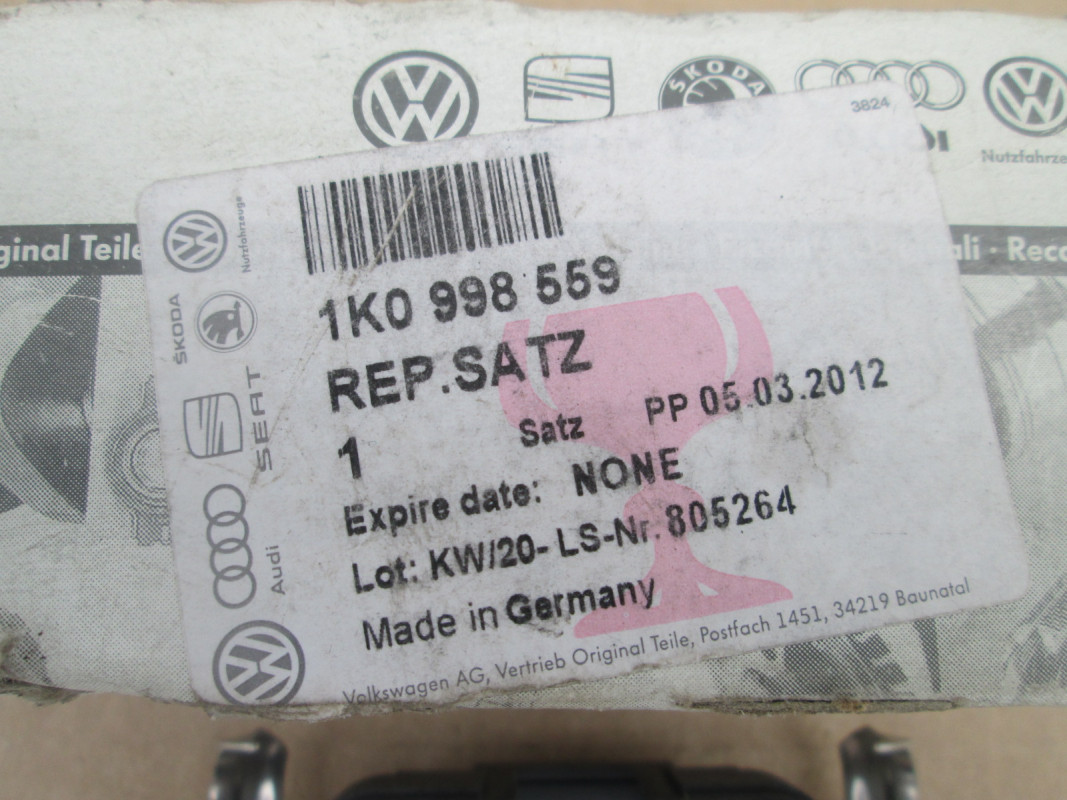 SKODA
3824
Nutzfahrze
ginal Teile
ali · Reco
Nutzfahrzeuge
ŠKODA
SEAT
Audi
1K0 998 559
REP.SATZ
1 Satz PP 05.03.2012
Expire date: NONE
Lot: KW/20- LS-Nr. 805264
Made in Germany
Volkswagen AG, Vertrieb Original Teile, Postfach 1451, 34219 Baunatal